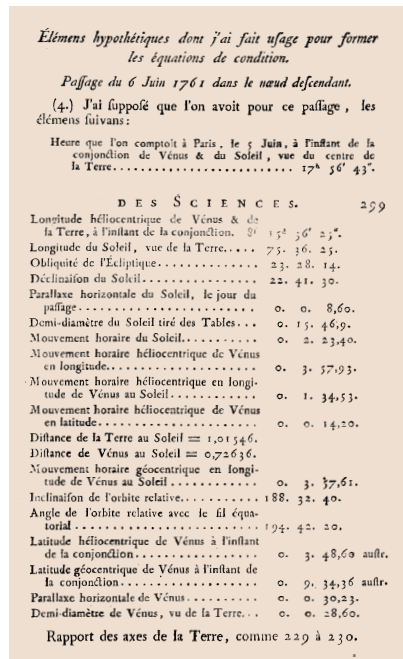 Élémens hypothétiques dont j'ai fait uſage pour former
les équations de condition.
Paſſage du 6 Juin 1761 dans le nœud deſcendant.
(4.) J'ai ſuppoſé que l'on avoit pour ce paſſage, les
élémens ſuivans:
Heure que l'on comptoit à Paris, le 5 Juin, à l'inſtant de la
conjonction de Vénus & du Soleil, vue du centre de
la Terre.......................... 17ʰ 56′ 43″.
DES SCIENCES. 299
Longitude héliocentrique de Vénus & de
la Terre, à l'inſtant de la conjonction. 15ᵈ 36′ 25″.
Longitude du Soleil, vue de la Terre..... 75. 36. 25.
Obliquité de l'Écliptique.............. 23. 28. 14.
Déclinaiſon du Soleil................ 22. 41. 30.
Parallaxe horizontale du Soleil, le jour du
paſſage......................... 0. 0. 8,60.
Demi-diamètre du Soleil tiré des Tables... 0. 15. 46,9.
Mouvement horaire du Soleil........... 0. 2. 23,40.
Mouvement horaire héliocentrique de Vénus
en longitude...................... 0. 3. 57,93.
Mouvement horaire héliocentrique en longi-
tude de Vénus au Soleil............. 0. 1. 34,53.
Mouvement horaire héliocentrique de Vénus
en latitude....................... 0. 0. 14,20.
Diſtance de la Terre au Soleil = 1,01546.
Diſtance de Vénus au Soleil = 0,72636.
Mouvement horaire géocentrique en longi-
tude de Vénus au Soleil............. 0. 3. 57,61.
Inclinaiſon de l'orbite relative........... 188. 32. 40.
Angle de l'orbite relative avec le fil équa-
torial........................... 194. 42. 20.
Latitude héliocentrique de Vénus à l'inſtant
de la conjonction.................. 0. 3. 48,60 auſtr.
Latitude géocentrique de Vénus à l'inſtant de
la conjonction.................... 0. 9. 34,36 auſtr.
Parallaxe horizontale de Vénus......... 0. 0. 30,23.
Demi-diamètre de Vénus, vu de la Terre... 0. 0. 28,60.
Rapport des axes de la Terre, comme 229 à 230.